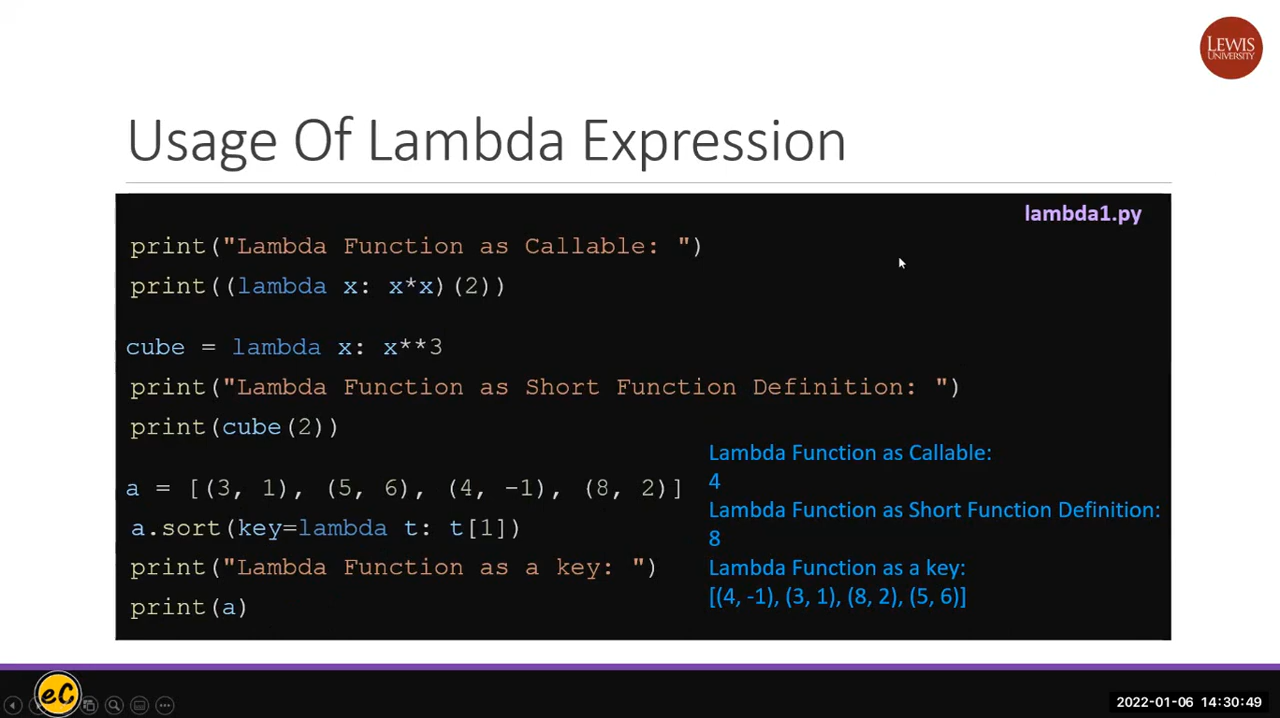 LEWIS
UNIVERSITY
Usage Of Lambda Expression
lambda1.py
print("Lambda Function as Callable: ")
print((lambda x: x*x)(2))
cube = lambda x: x**3
print("Lambda Function as Short Function Definition: ")
print(cube(2))
a = [(3, 1), (5, 6), (4, -1), (8, 2)]
a.sort(key=lambda t: t[1])
print("Lambda Function as a key: ")
print(a)
Lambda Function as Callable:
4
Lambda Function as Short Function Definition:
8
Lambda Function as a key:
[(4, -1), (3, 1), (8, 2), (5, 6)]
eC
2022-01-06 14:30:49